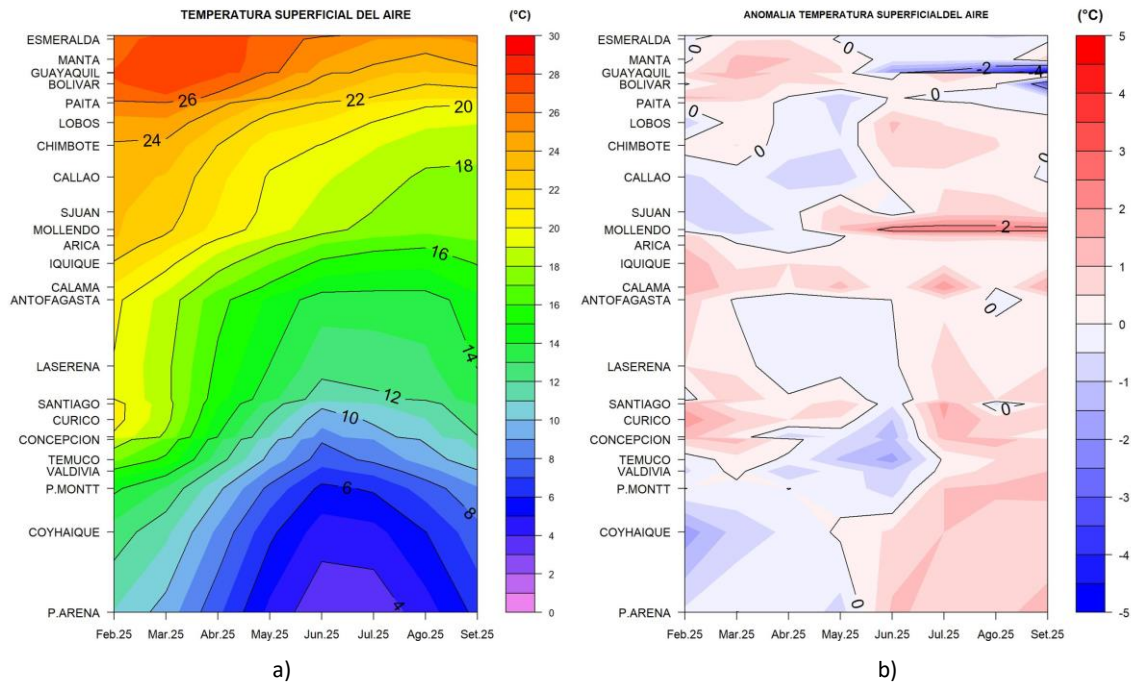 TEMPERATURA SUPERFICIAL DEL AIRE
(°C)
ESMERALDA
MANTA
GUAYAQUIL
BOLIVAR
PAITA
LOBOS
CHIMBOTE
CALLAO
SJUAN
MOLLENDO
ARICA
IQUIQUE
CALAMA
ANTOFAGASTA
LASERENA
SANTIAGO
CURICO
CONCEPCION
TEMUCO
VALDIVIA
P.MONTT
COYHAIQUE
P.ARENA
26
22
20
24
18
16
14
12
10
8
6
4
Feb.25 Mar.25 Abr.25 May.25 Jun.25 Jul.25 Ago.25 Set.25
30
28
26
24
22
20
18
16
14
12
10
8
6
4
2
0
a)
ANOMALIA TEMPERATURA SUPERFICIALDEL AIRE
(°C)
ESMERALDA
MANTA
GUAYAQUIL
BOLIVAR
PAITA
LOBOS
CHIMBOTE
CALLAO
SJUAN
MOLLENDO
ARICA
IQUIQUE
CALAMA
ANTOFAGASTA
LASERENA
SANTIAGO
CURICO
CONCEPCION
TEMUCO
VALDIVIA
P.MONTT
COYHAIQUE
P.ARENA
0
0
-2
-4
0
0
0
0
2
0
0
0
Feb.25 Mar.25 Abr.25 May.25 Jun.25 Jul.25 Ago.25 Set.25
5
4
3
2
1
0
-1
-2
-3
-4
-5
b)